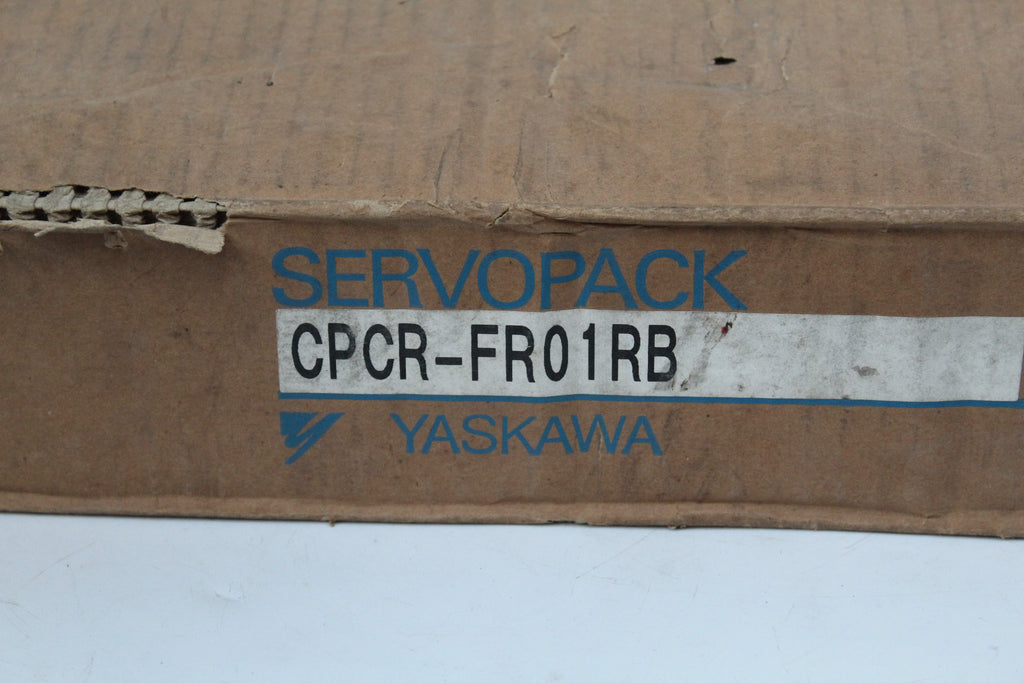 SERVOPACK
CPCR-FR01RB
YASKAWA